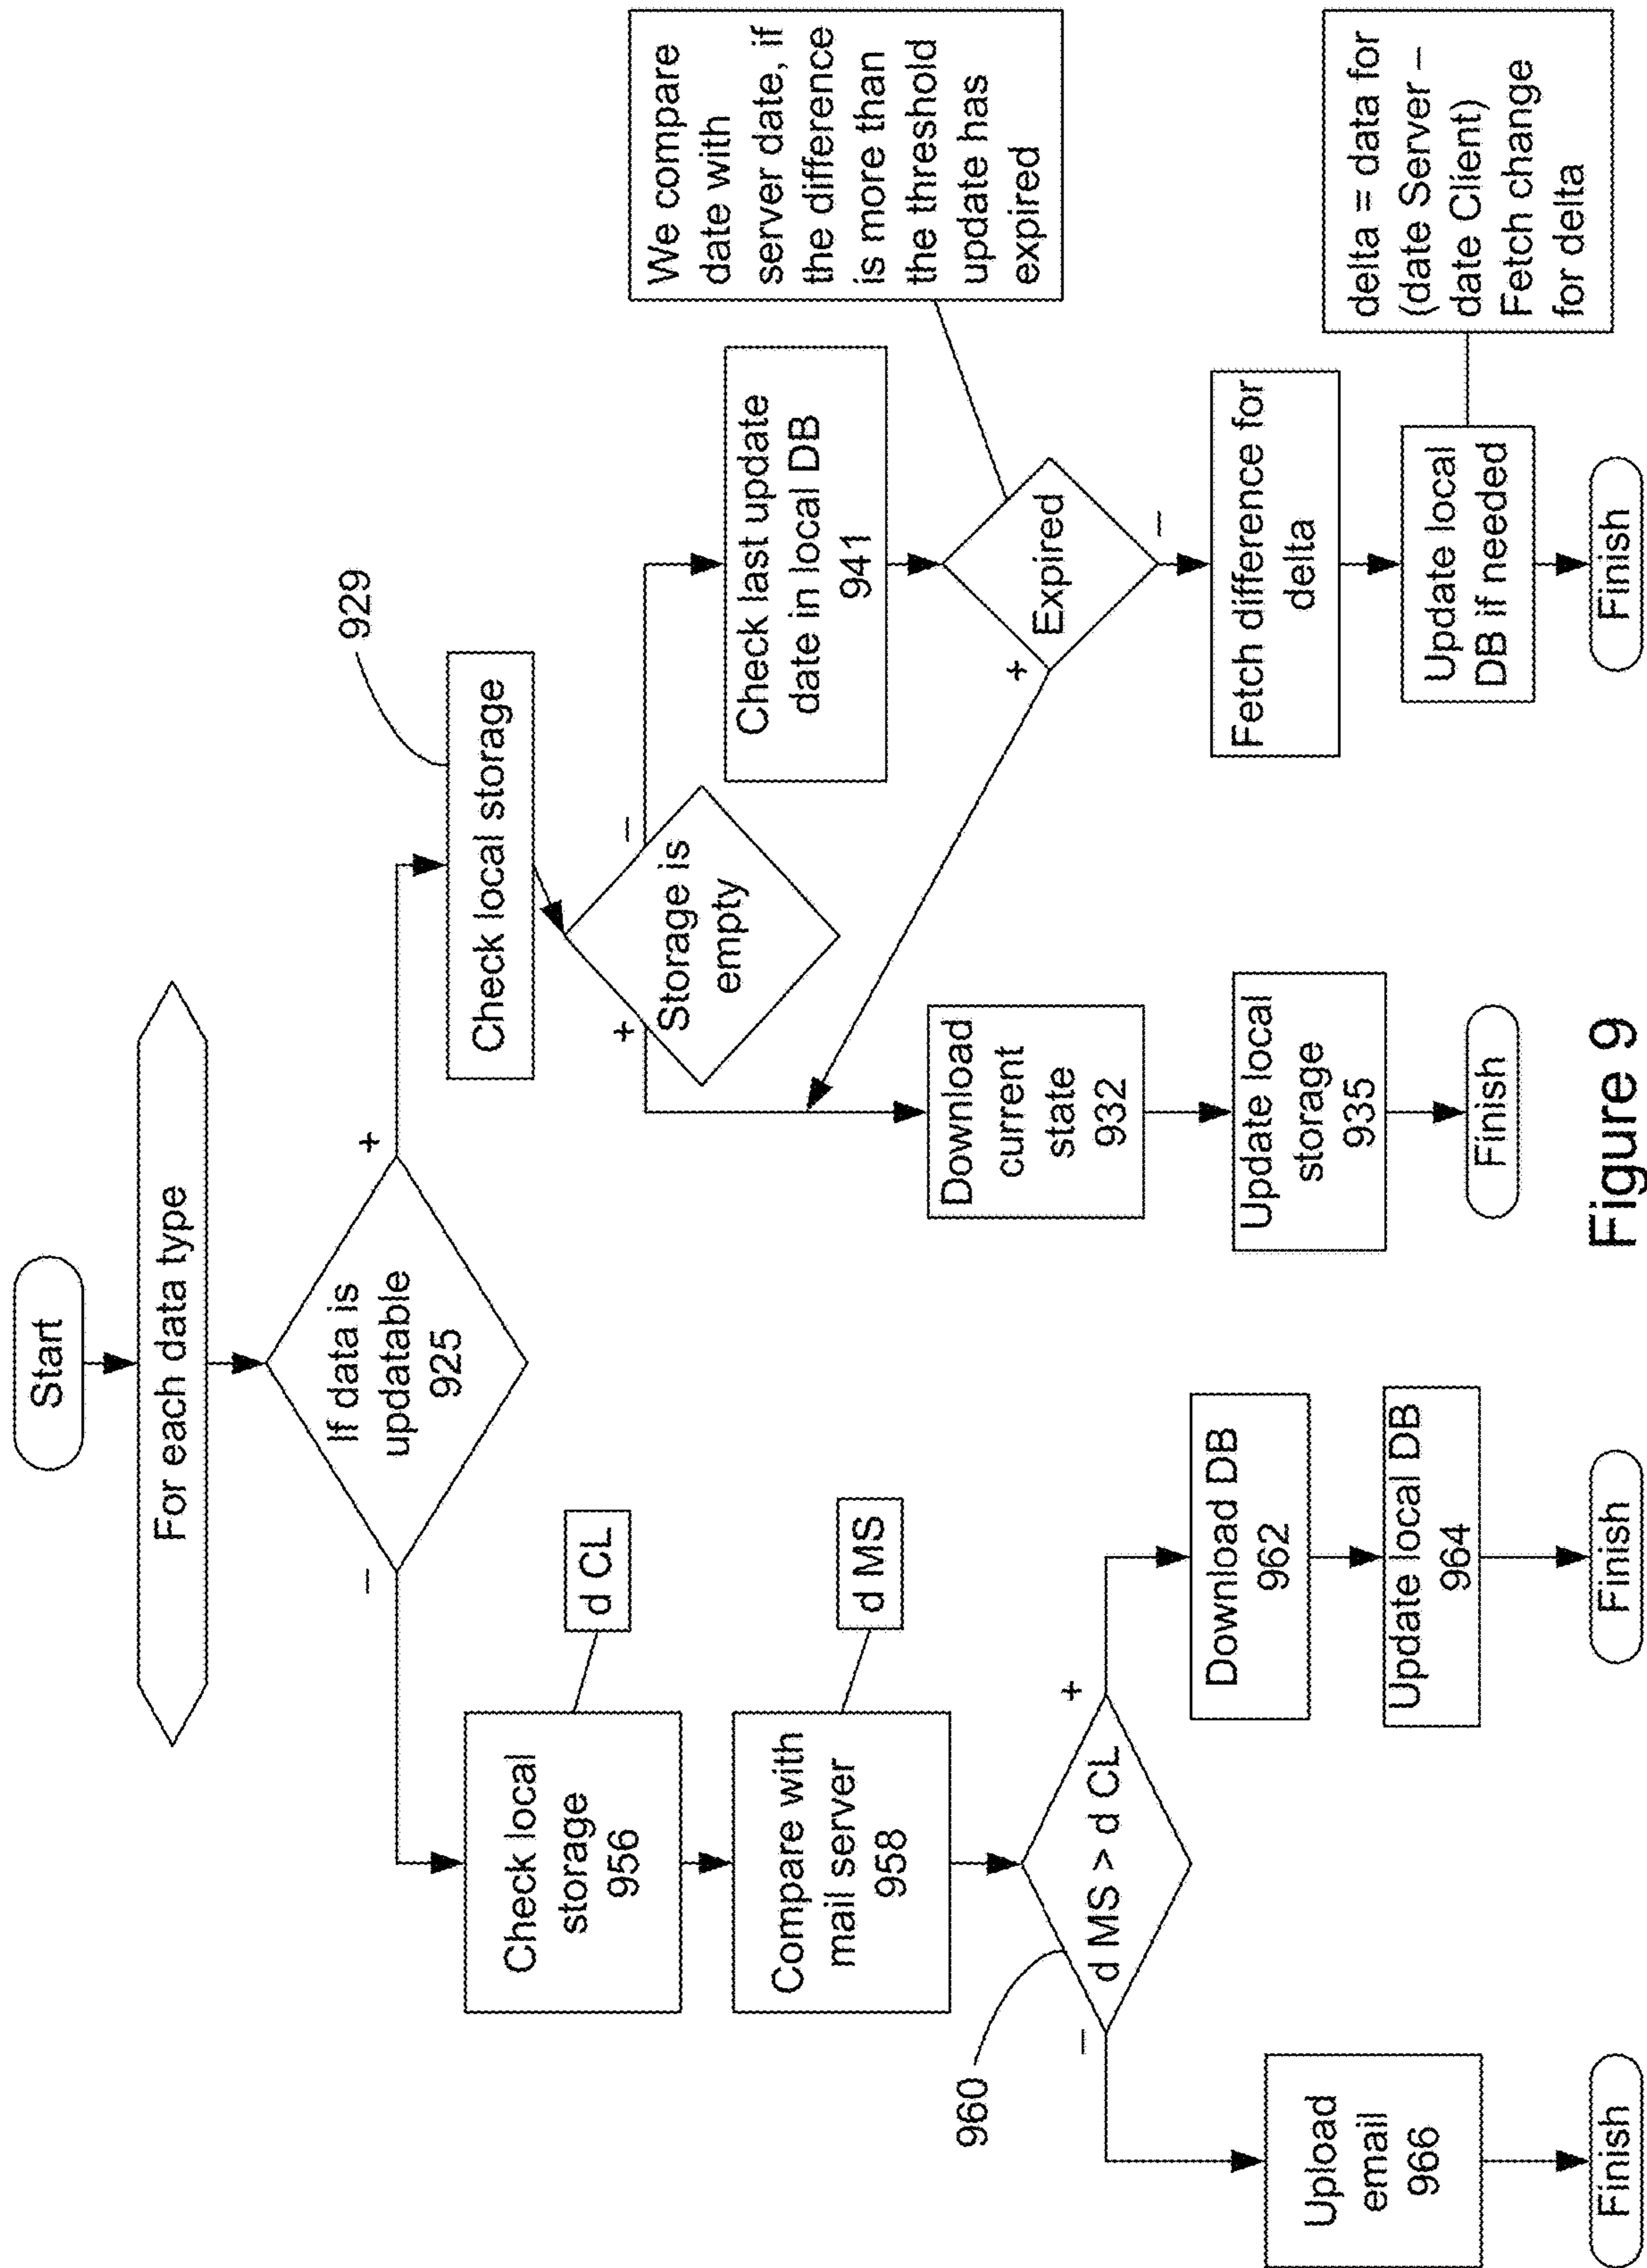 Start
For each data type
If data is
updatable
925
+
–
Check local storage
929
Storage is
empty
+
–
Check last update
date in local DB
941
We compare
date with
server date, if
the difference
is more than
the threshold
update has
expired
Expired
+
–
Fetch difference for
delta
Update local
DB if needed
delta = data for
(date Server –
date Client)
Fetch change
for delta
Finish
Download
current
state
932
Update local
storage
935
Finish
Check local
storage
956
d CL
Compare with
mail server
958
d MS
d MS > d CL
960
+
–
Download DB
962
Update local DB
964
Finish
Upload
email
966
Finish
Figure 9